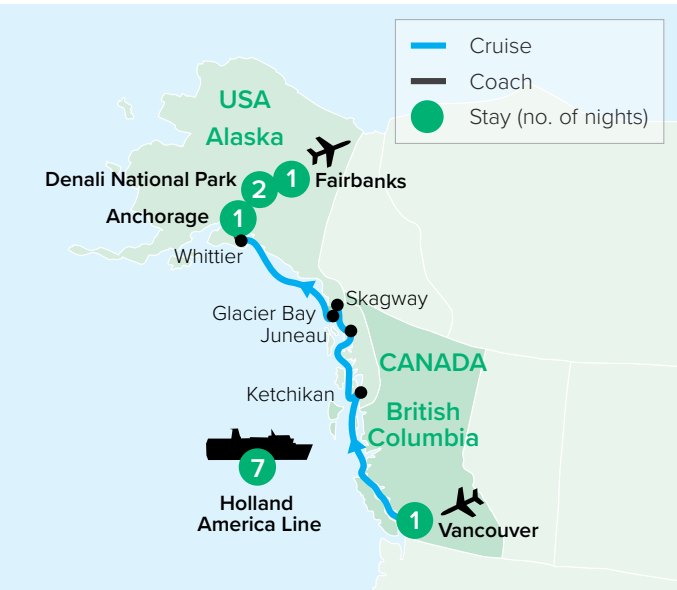 Cruise
Coach
Stay (no. of nights)
USA
Alaska
Denali National Park
2
1
Fairbanks
Anchorage
1
Whittier
Skagway
Glacier Bay
Juneau
CANADA
Ketchikan
British
Columbia
7
Holland
America Line
1
Vancouver